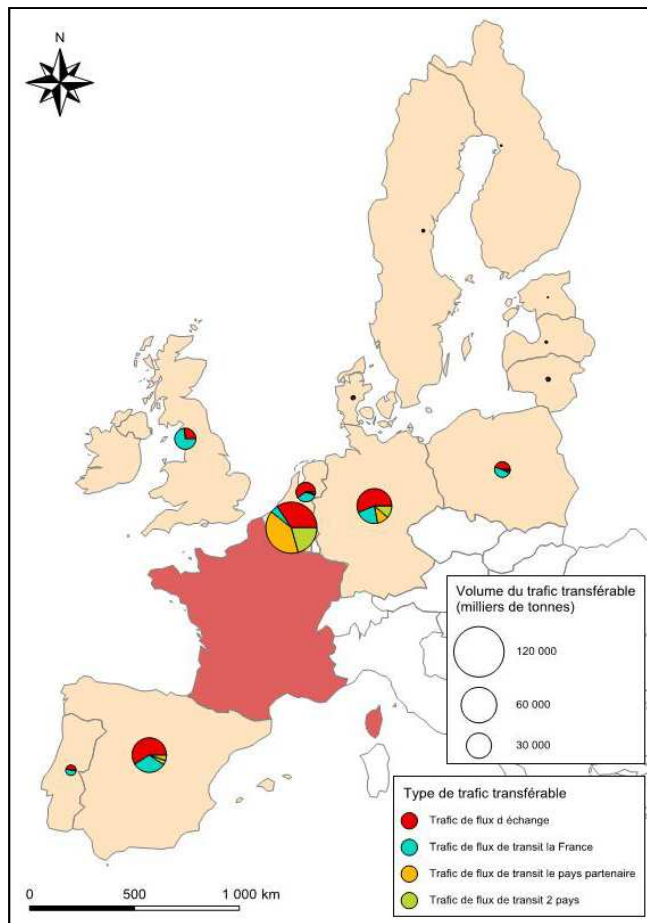 N
Volume du trafic transférable
(milliers de tonnes)
120 000
60 000
30 000
Type de trafic transférable
Trafic de flux d échange
Trafic de flux de transit la France
Trafic de flux de transit le pays partenaire
Trafic de flux de transit 2 pays
0 500 1 000 km